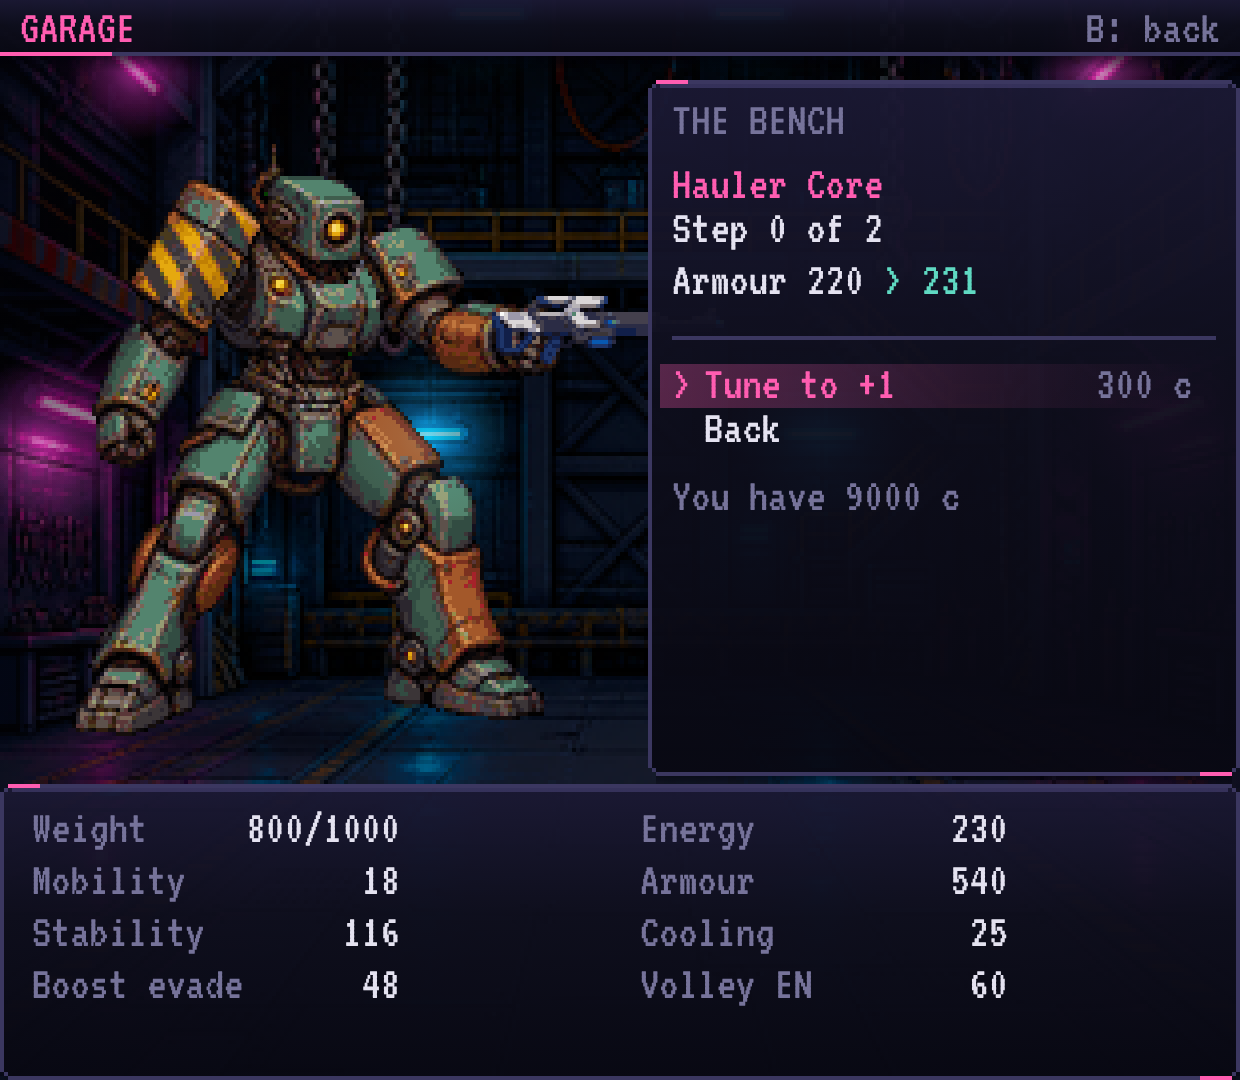 GARAGE
B: back
THE BENCH
Hauler Core
Step 0 of 2
Armour 220 > 231
> Tune to +1 300 c
Back
You have 9000 c
Weight 800/1000
Energy 230
Mobility 18
Armour 540
Stability 116
Cooling 25
Boost evade 48
Volley EN 60